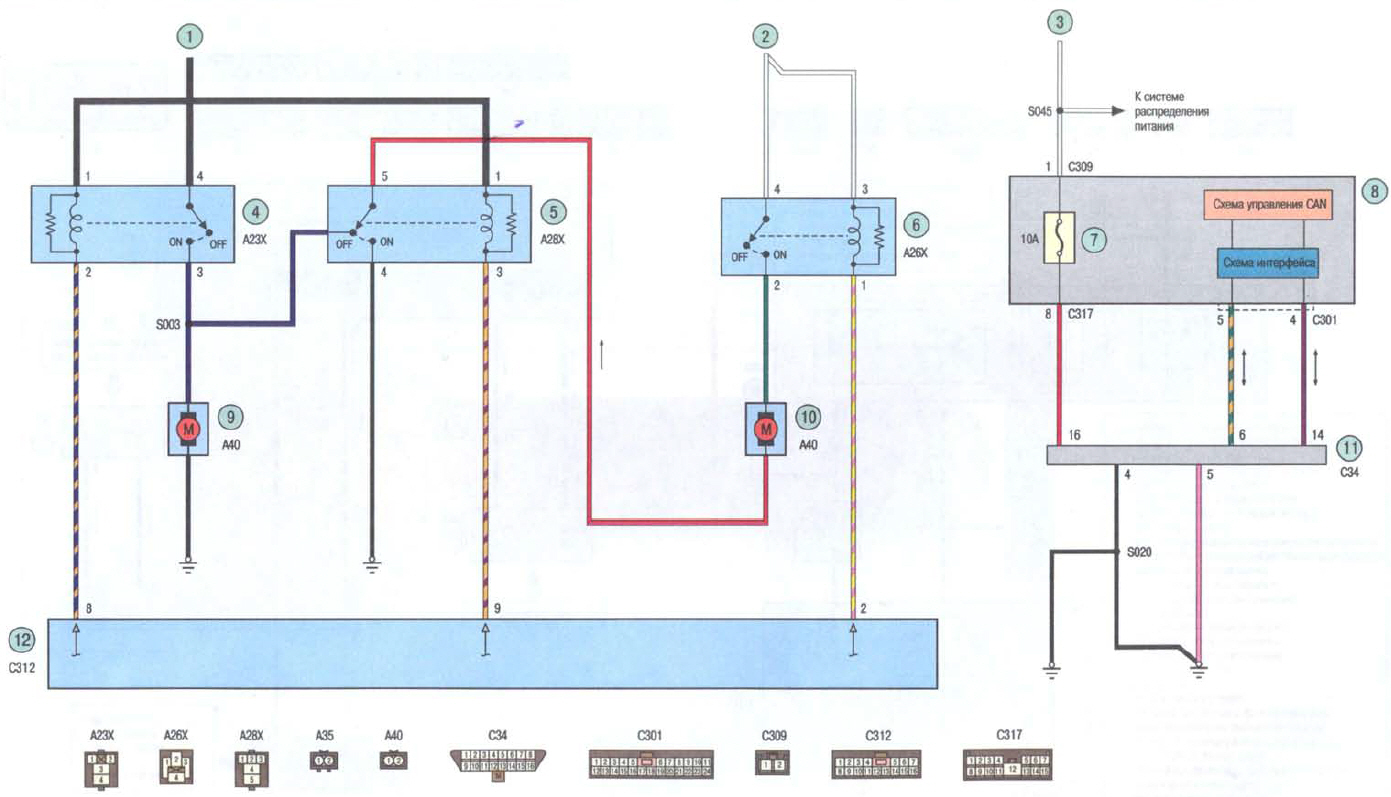 1
2
3
S045
К системе
распределения
питания
1
4
5
1
4
3
1
C309
4
A23X
ON
OFF
5
A28X
OFF
ON
6
A26X
OFF
ON
8
Схема управления CAN
10A
7
Схема интерфейса
2
3
4
3
2
1
8
C317
5
4
C301
S003
9
M
A40
10
M
A40
16
6
14
11
C34
4
5
S020
8
9
2
12
C312
A23X
A26X
A28X
A35
A40
C34
C301
C309
C312
C317